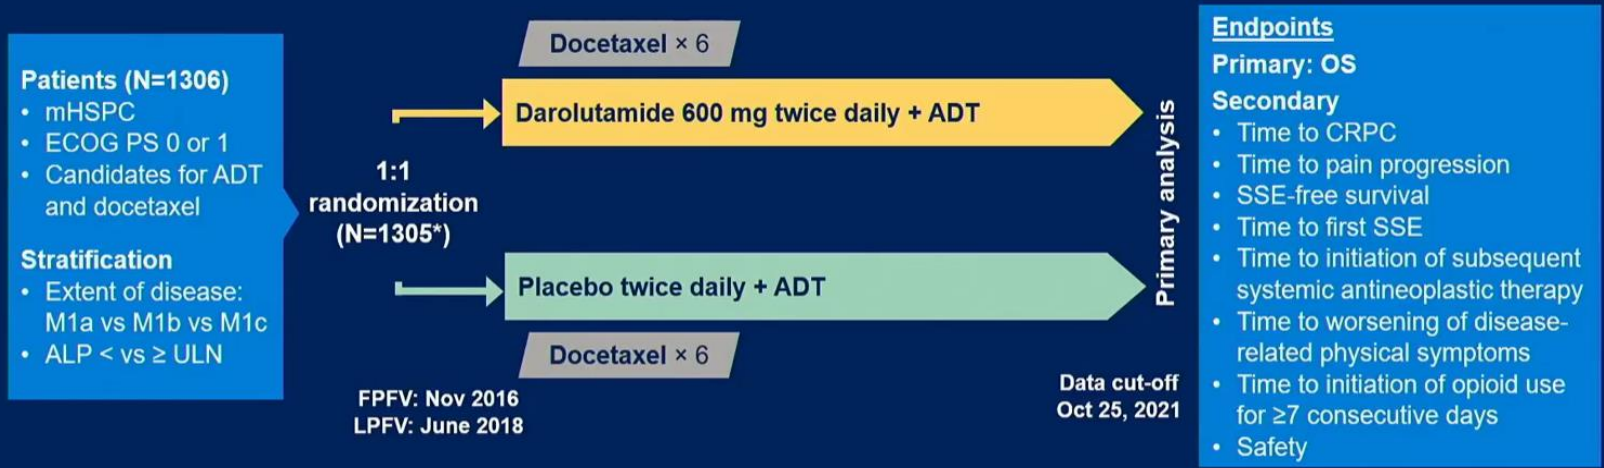 Patients (N=1306)
• mHSPC
• ECOG PS 0 or 1
• Candidates for ADT
and docetaxel
Stratification
• Extent of disease:
M1a vs M1b vs M1c
• ALP < vs ≥ ULN
1:1
randomization
(N=1305*)
FPFV: Nov 2016
LPFV: June 2018
Docetaxel × 6
Darolutamide 600 mg twice daily + ADT
Placebo twice daily + ADT
Docetaxel × 6
Primary analysis
Data cut-off
Oct 25, 2021
Endpoints
Primary: OS
Secondary
• Time to CRPC
• Time to pain progression
• SSE-free survival
• Time to first SSE
• Time to initiation of subsequent
systemic antineoplastic therapy
• Time to worsening of disease-
related physical symptoms
• Time to initiation of opioid use
for ≥7 consecutive days
• Safety